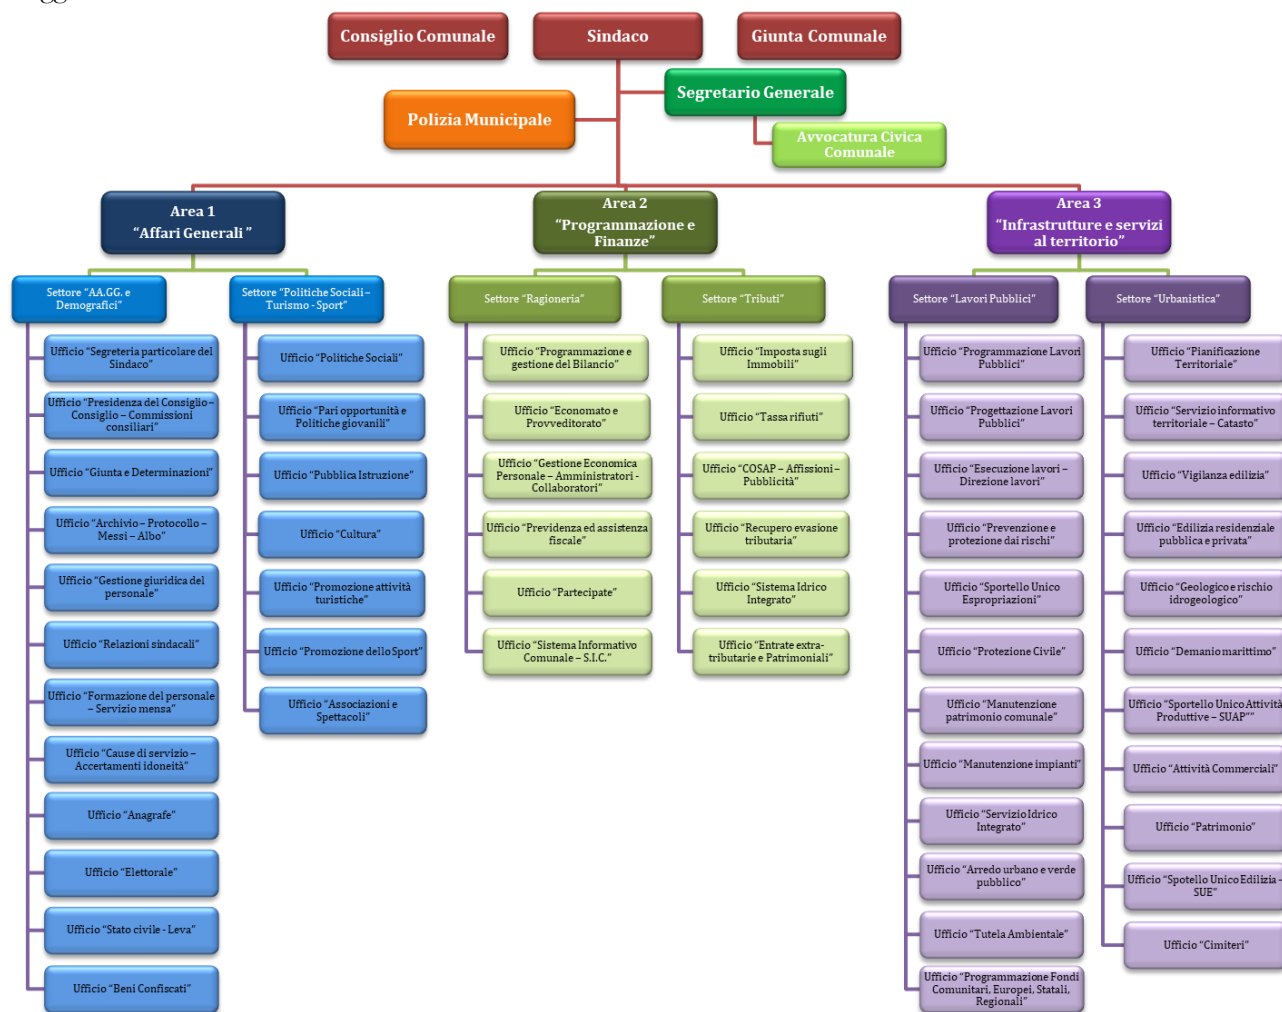 Consiglio Comunale
Sindaco
Giunta Comunale
Segretario Generale
Polizia Municipale
Avvocatura Civica
Comunale
Area 1
"Affari Generali "
Area 2
"Programmazione e
Finanze"
Area 3
"Infrastrutture e servizi
al territorio"
Settore "AA.GG. e
Demografici"
Settore "Politiche Sociali –
Turismo - Sport"
Settore "Ragioneria"
Settore "Tributi"
Settore "Lavori Pubblici"
Settore "Urbanistica"
Ufficio "Segreteria particolare del
Sindaco"
Ufficio "Presidenza del Consiglio –
Consiglio – Commissioni
consiliari"
Ufficio "Giunta e Determinazioni"
Ufficio "Archivio – Protocollo –
Messi – Albo"
Ufficio "Gestione giuridica del
personale"
Ufficio "Relazioni sindacali"
Ufficio "Formazione del personale
– Servizio mensa"
Ufficio "Cause di servizio –
Accertamenti idoneità"
Ufficio "Anagrafe"
Ufficio "Elettorale"
Ufficio "Stato civile - Leva"
Ufficio "Beni Confiscati"
Ufficio "Politiche Sociali"
Ufficio "Pari opportunità e
Politiche giovanili"
Ufficio "Pubblica Istruzione"
Ufficio "Cultura"
Ufficio "Promozione attività
turistiche"
Ufficio "Promozione dello Sport"
Ufficio "Associazioni e
Spettacoli"
Ufficio "Programmazione e
gestione del Bilancio"
Ufficio "Economato e
Provveditorato"
Ufficio "Gestione Economica
Personale – Amministratori -
Collaboratori"
Ufficio "Previdenza ed assistenza
fiscale"
Ufficio "Partecipate"
Ufficio "Sistema Informativo
Comunale – S.I.C."
Ufficio "Imposta sugli
Immobili"
Ufficio "Tassa rifiuti"
Ufficio "COSAP – Affissioni –
Pubblicità"
Ufficio "Recupero evasione
tributaria"
Ufficio "Sistema Idrico
Integrato"
Ufficio "Entrate extra-
tributarie e Patrimoniali"
Ufficio "Programmazione Lavori
Pubblici"
Ufficio "Progettazione Lavori
Pubblici"
Ufficio "Esecuzione lavori –
Direzione lavori"
Ufficio "Prevenzione e
protezione dai rischi"
Ufficio "Sportello Unico
Espropriazioni"
Ufficio "Protezione Civile"
Ufficio "Manutenzione
patrimonio comunale"
Ufficio "Manutenzione impianti"
Ufficio "Servizio Idrico
Integrato"
Ufficio "Arredo urbano e verde
pubblico"
Ufficio "Tutela Ambientale"
Ufficio "Programmazione Fondi
Comunitari, Europei, Statali,
Regionali"
Ufficio "Pianificazione
Territoriale"
Ufficio "Servizio informativo
territoriale – Catasto"
Ufficio "Vigilanza edilizia"
Ufficio "Edilizia residenziale
pubblica e privata"
Ufficio "Geologico e rischio
idrogeologico"
Ufficio "Demanio marittimo"
Ufficio "Sportello Unico Attività
Produttive – SUAP""
Ufficio "Attività Commerciali"
Ufficio "Patrimonio"
Ufficio "Spotello Unico Edilizia –
SUE"
Ufficio "Cimiteri"